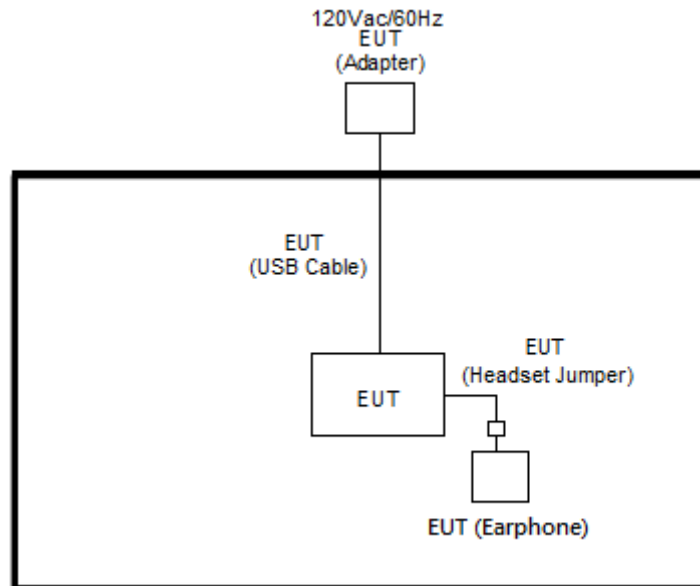 120Vac/60Hz
EUT
(Adapter)
EUT
(USB Cable)
EUT
(Headset Jumper)
EUT
EUT (Earphone)